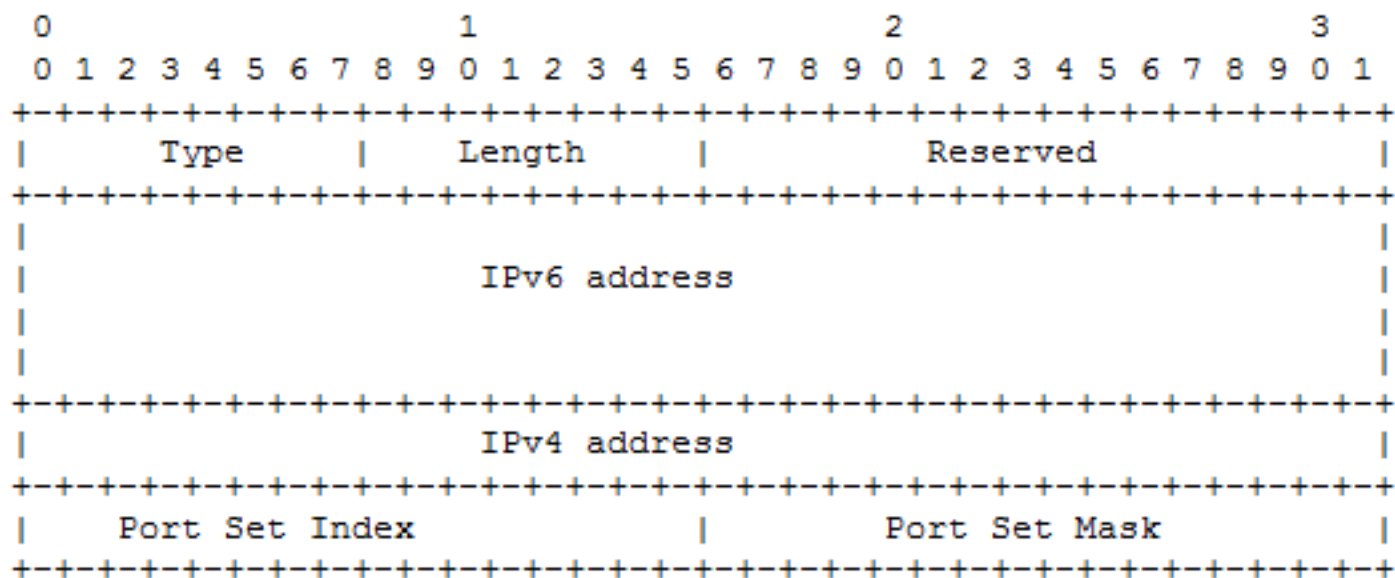 0                   1                   2                   3
 0 1 2 3 4 5 6 7 8 9 0 1 2 3 4 5 6 7 8 9 0 1 2 3 4 5 6 7 8 9 0 1
+-+-+-+-+-+-+-+-+-+-+-+-+-+-+-+-+-+-+-+-+-+-+-+-+-+-+-+-+-+-+-+-+
|      Type     |    Length     |          Reserved             |
+-+-+-+-+-+-+-+-+-+-+-+-+-+-+-+-+-+-+-+-+-+-+-+-+-+-+-+-+-+-+-+-+
|                                                               |
|                     IPv6 address                              |
|                                                               |
|                                                               |
+-+-+-+-+-+-+-+-+-+-+-+-+-+-+-+-+-+-+-+-+-+-+-+-+-+-+-+-+-+-+-+-+
|                     IPv4 address                              |
+-+-+-+-+-+-+-+-+-+-+-+-+-+-+-+-+-+-+-+-+-+-+-+-+-+-+-+-+-+-+-+-+
|    Port Set Index             |        Port Set Mask          |
+-+-+-+-+-+-+-+-+-+-+-+-+-+-+-+-+-+-+-+-+-+-+-+-+-+-+-+-+-+-+-+-+